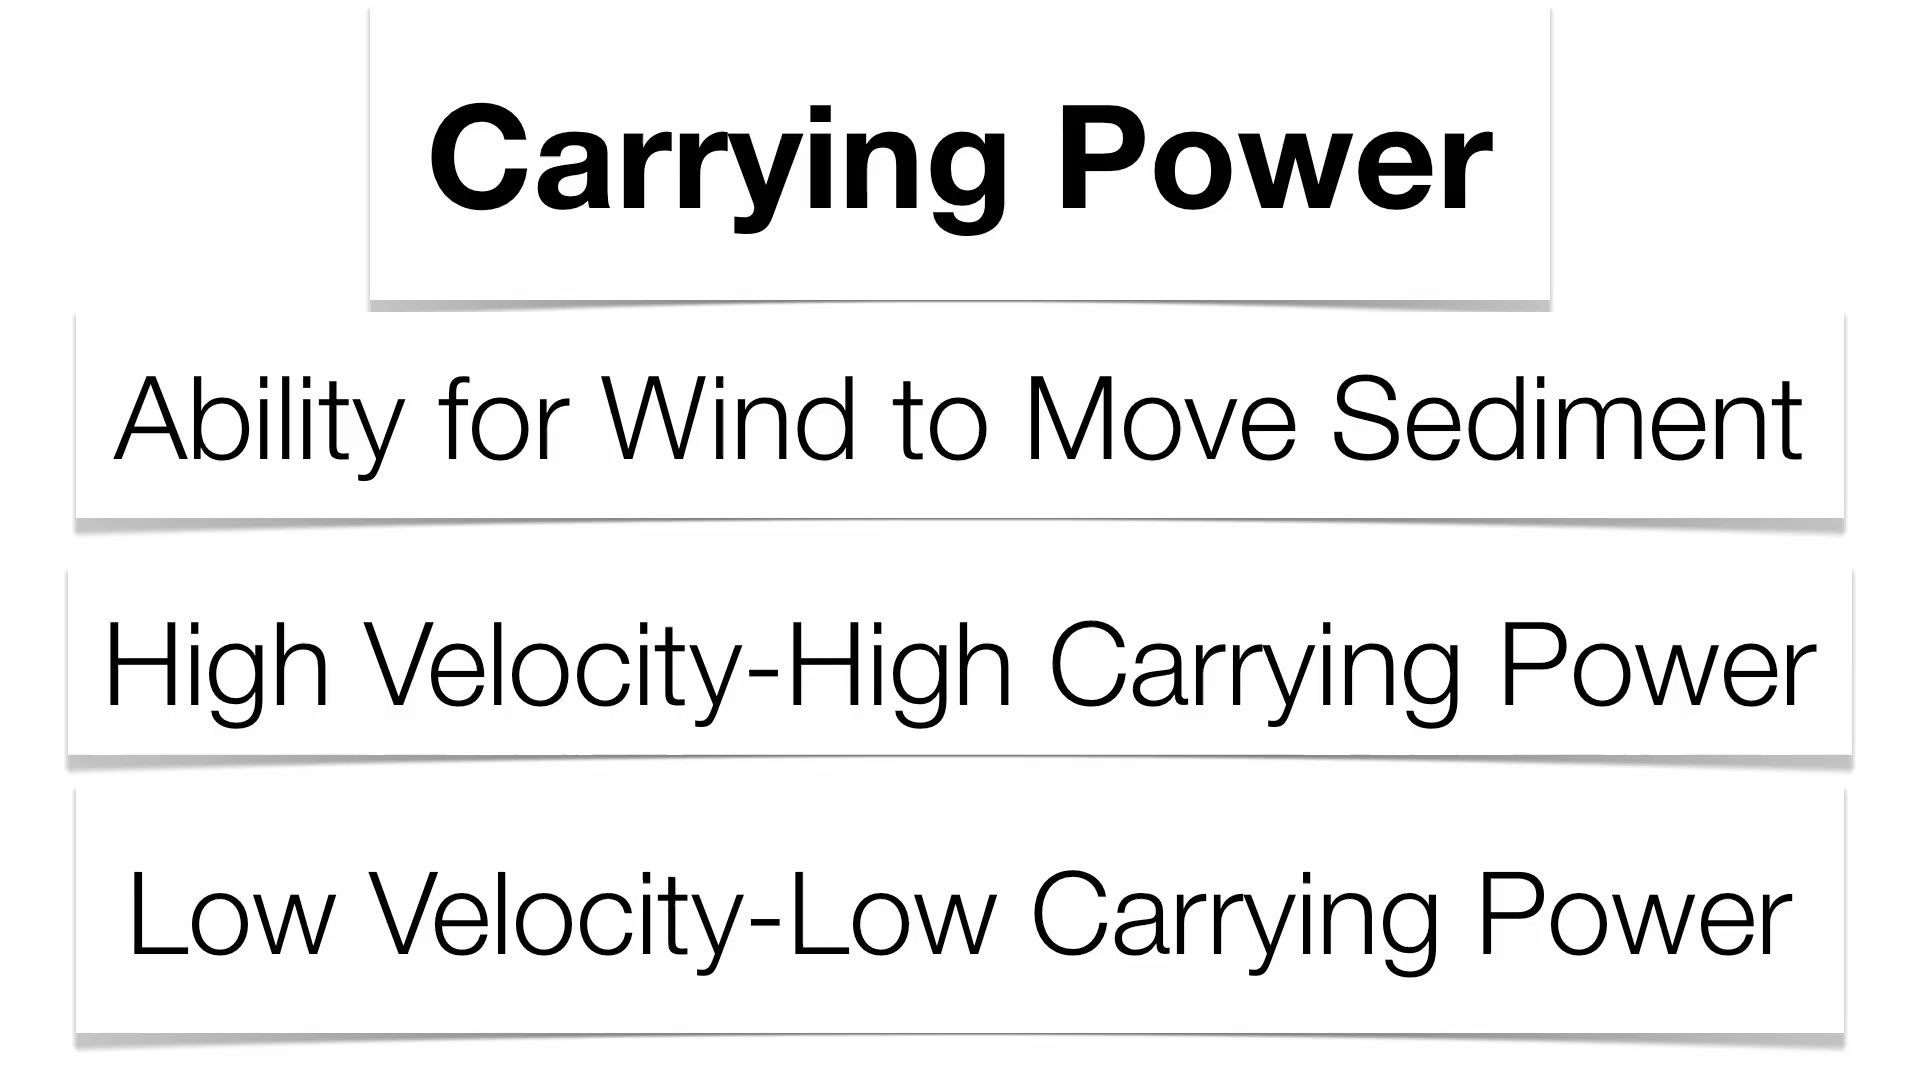 Carrying Power
Ability for Wind to Move Sediment
High Velocity-High Carrying Power
Low Velocity-Low Carrying Power